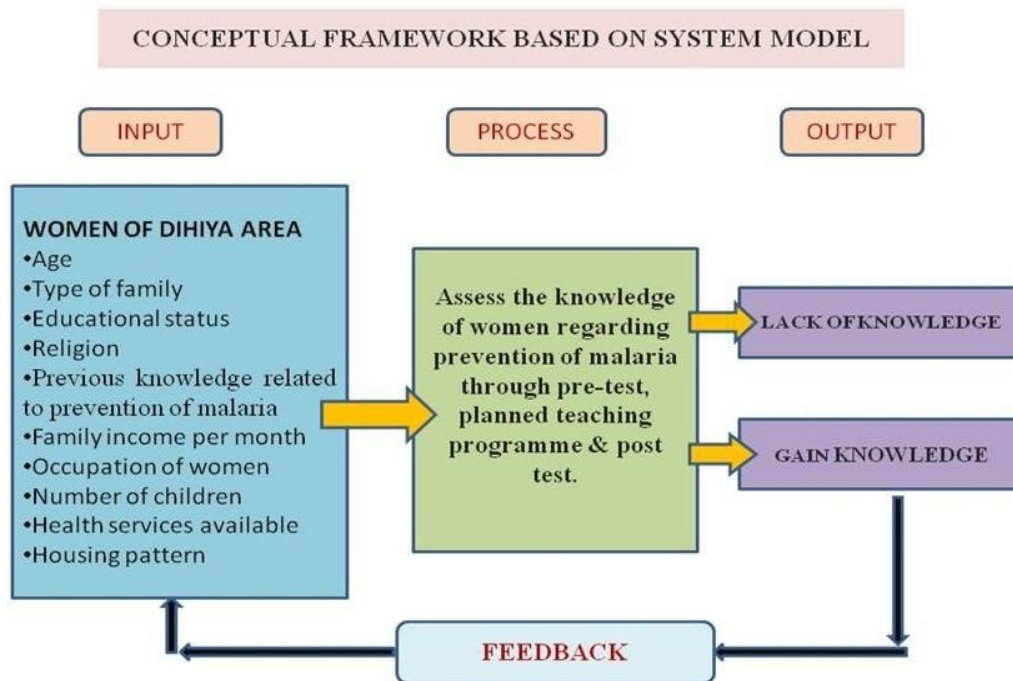 CONCEPTUAL FRAMEWORK BASED ON SYSTEM MODEL
INPUT
PROCESS
OUTPUT
WOMEN OF DIHIYA AREA
•Age
•Type of family
•Educational status
•Religion
•Previous knowledge related
to prevention of malaria
•Family income per month
•Occupation of women
•Number of children
•Health services available
•Housing pattern
Assess the knowledge
of women regarding
prevention of malaria
through pre-test,
planned teaching
programme & post
test.
LACK OF KNOWLEDGE
GAIN KNOWLEDGE
FEEDBACK